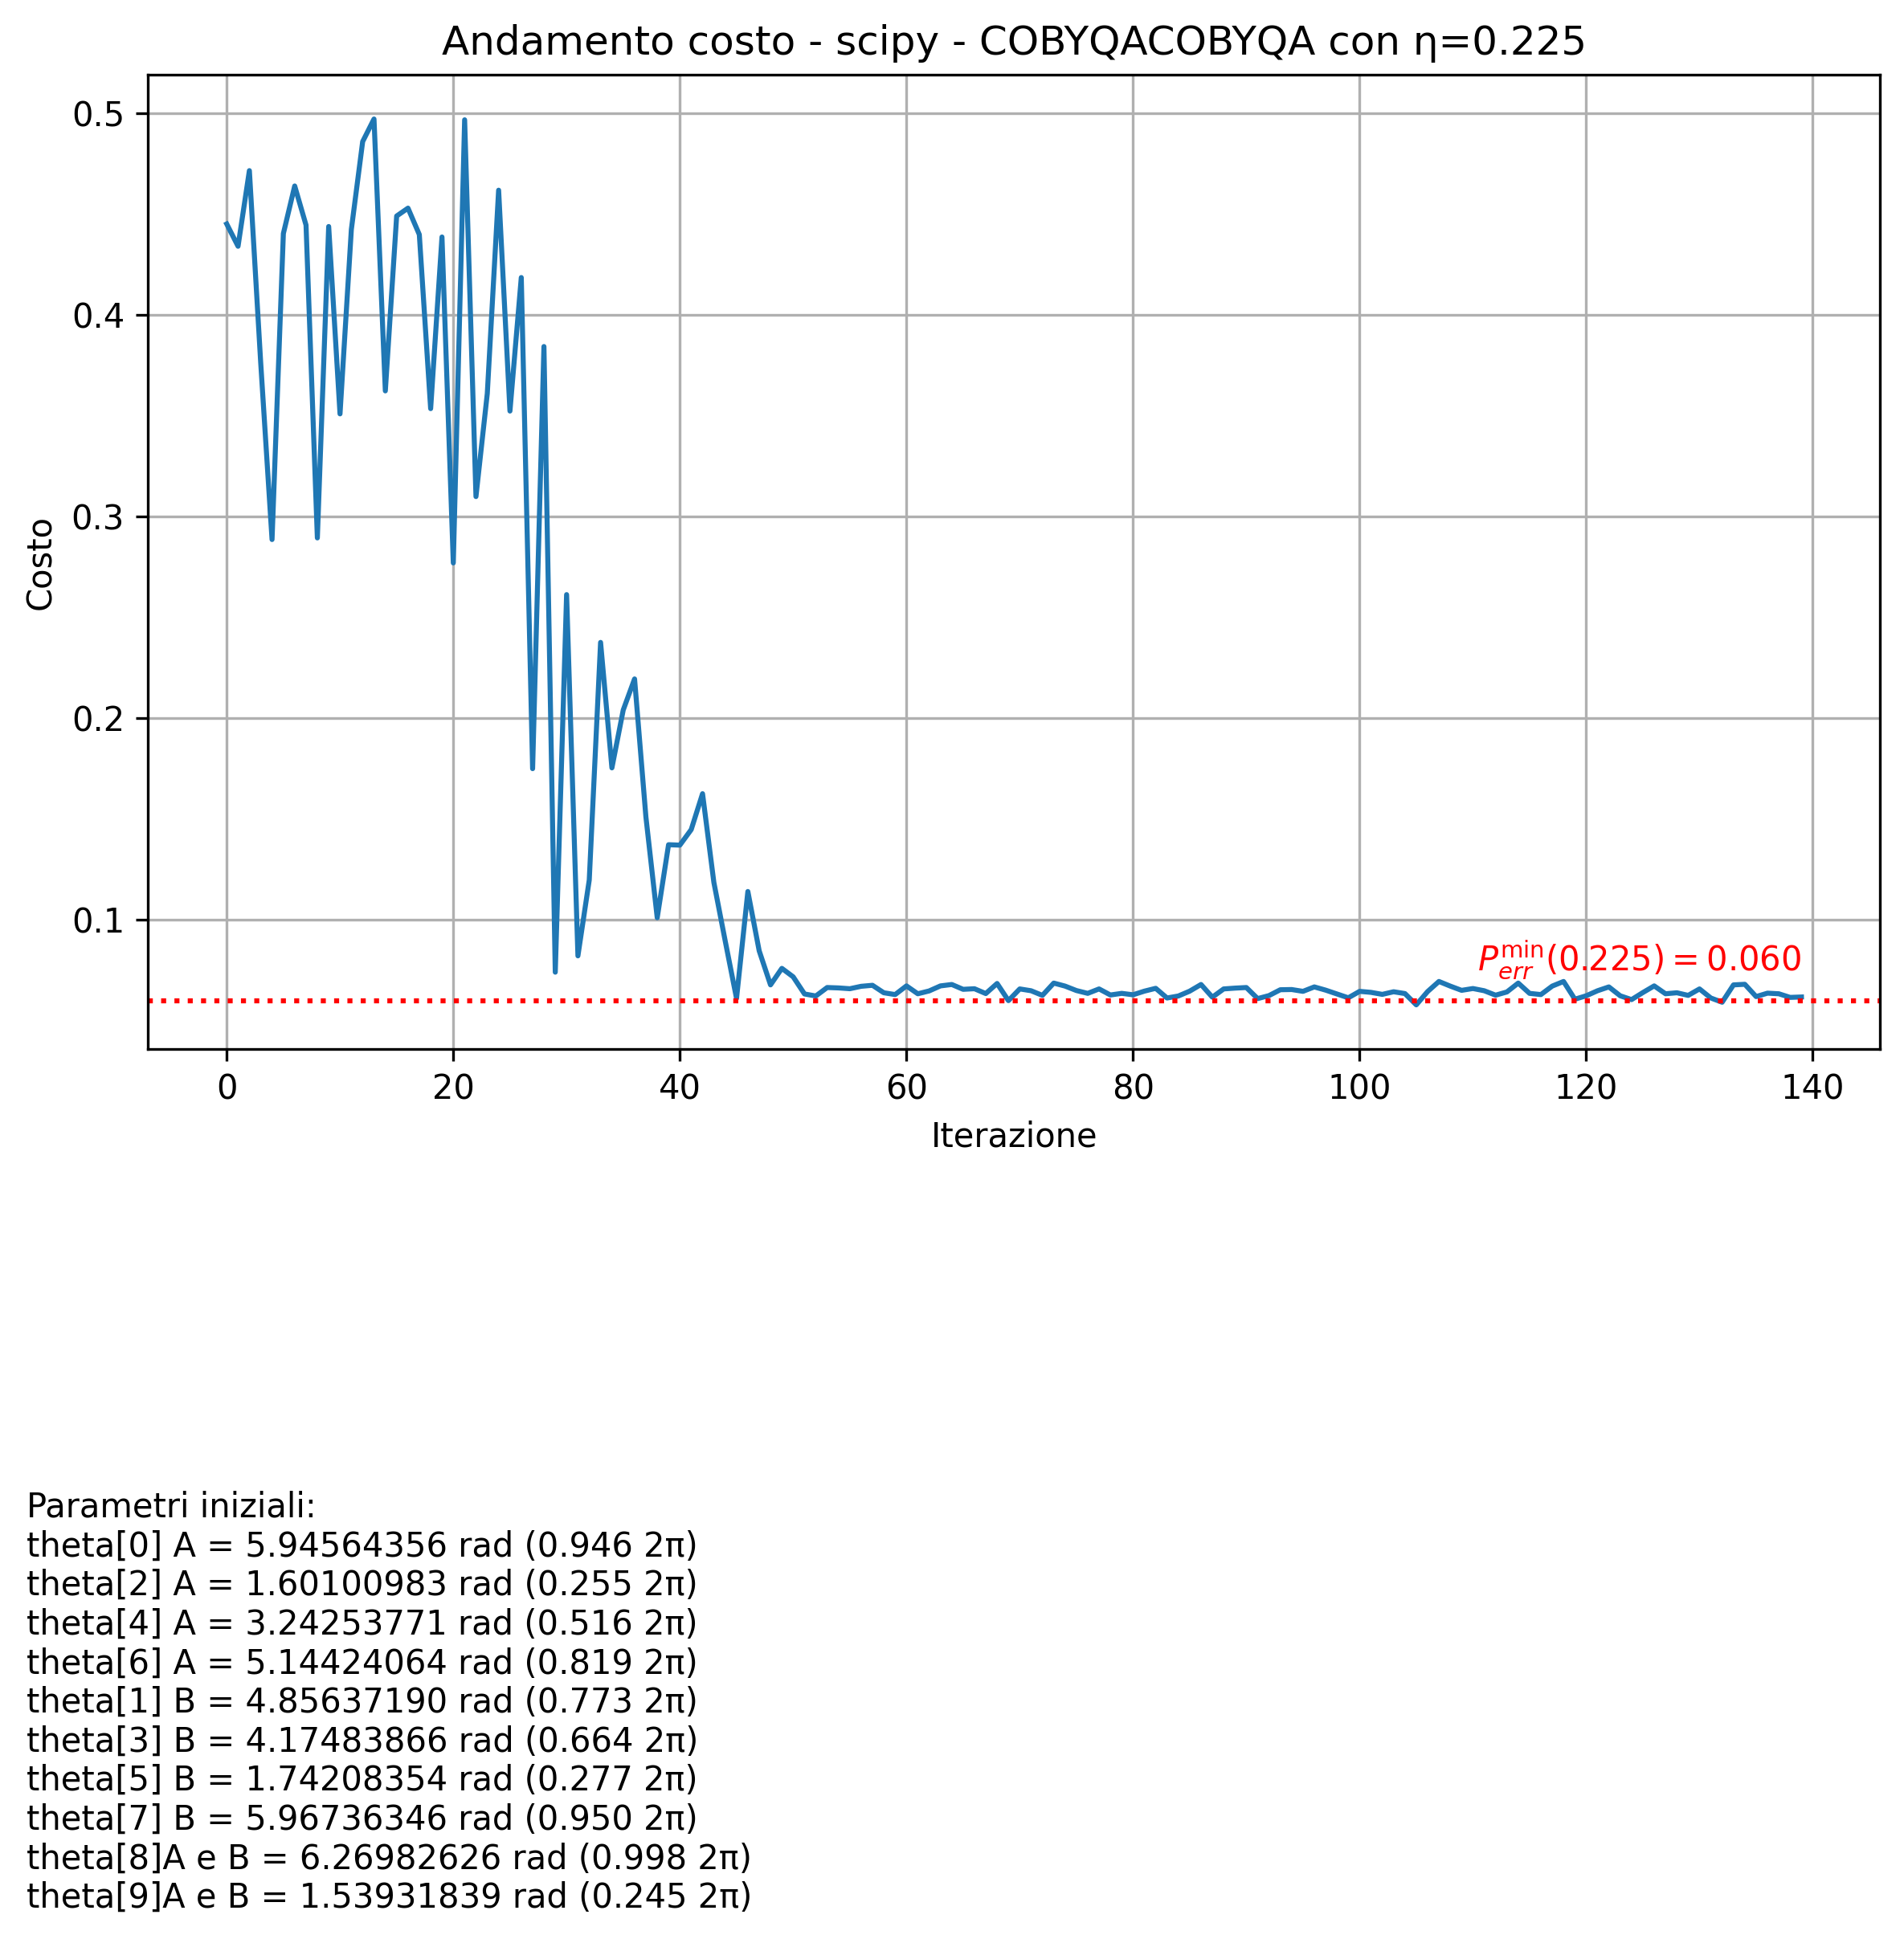 Andamento costo - scipy - COBYQACOBYQA con η=0.225
0.5
0.4
0.3
0.2
0.1
Costo
P_{err}^{min}(0.225) = 0.060
0 20 40 60 80 100 120 140
Iterazione
Parametri iniziali:
theta[0] A = 5.94564356 rad (0.946 2π)
theta[2] A = 1.60100983 rad (0.255 2π)
theta[4] A = 3.24253771 rad (0.516 2π)
theta[6] A = 5.14424064 rad (0.819 2π)
theta[1] B = 4.85637190 rad (0.773 2π)
theta[3] B = 4.17483866 rad (0.664 2π)
theta[5] B = 1.74208354 rad (0.277 2π)
theta[7] B = 5.96736346 rad (0.950 2π)
theta[8]A e B = 6.26982626 rad (0.998 2π)
theta[9]A e B = 1.53931839 rad (0.245 2π)